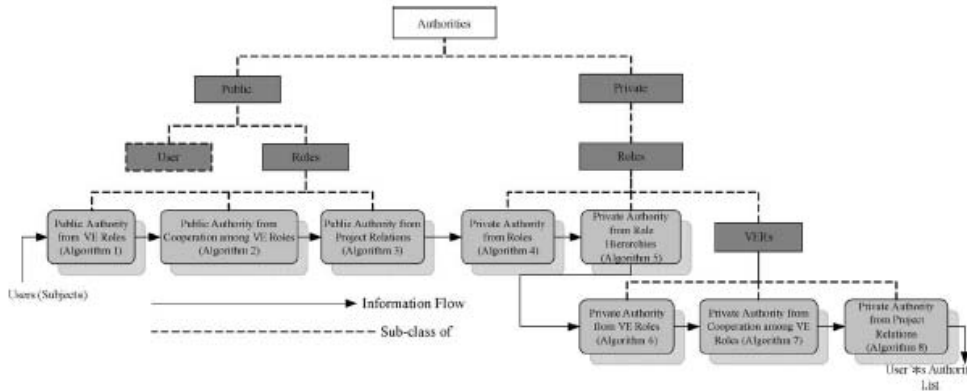 Authorities
Public
Private
User
Roles
Roles
Public Authority
from VE Roles
(Algorithm 1)
Public Authority from
Cooperation among VE Roles
(Algorithm 2)
Public Authority from
Project Relations
(Algorithm 3)
Private Authority
from Roles
(Algorithm 4)
Private Authority
from Role
Hierarchies
(Algorithm 5)
VERs
Users (Subjects)
Information Flow
Sub-class of
Private Authority
from VE Roles
(Algorithm 6)
Private Authority from
Cooperation among VE
Roles (Algorithm 7)
Private Authority
from Project
Relations
(Algorithm 8)
User *s Authori
List